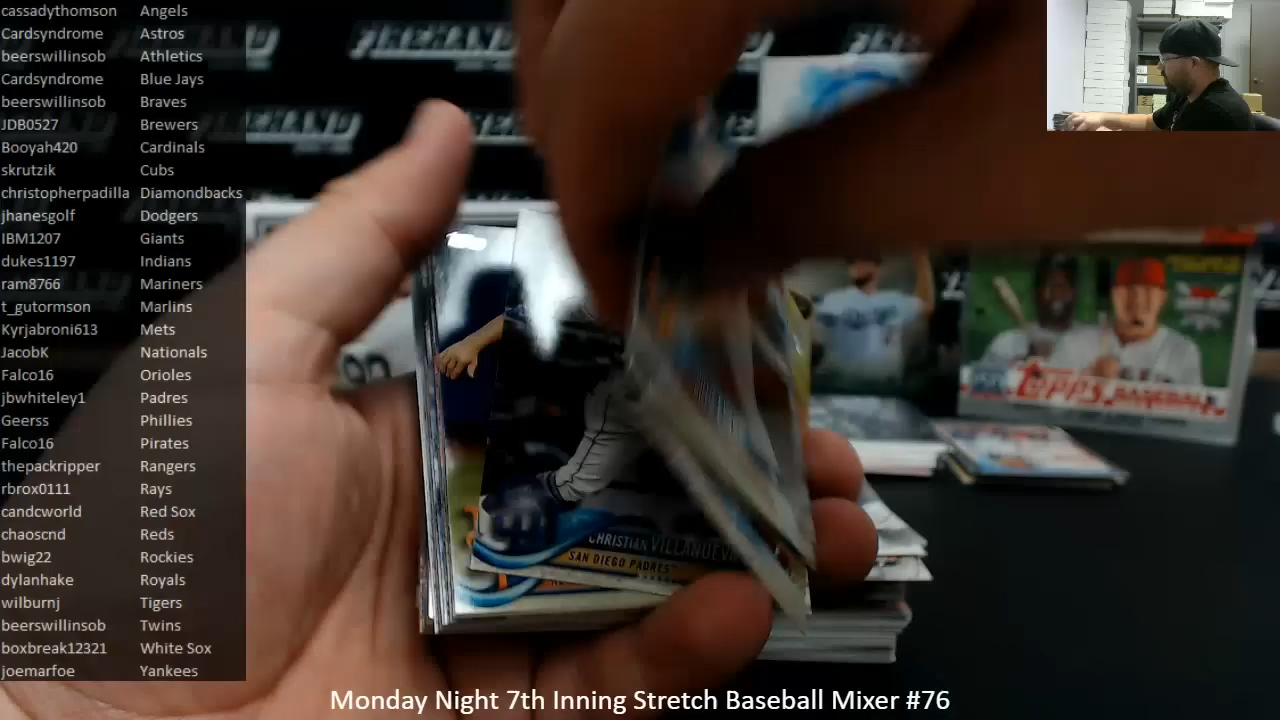 cassadythomson Angels
Cardsyndrome Astros
beerswillinsob Athletics
Cardsyndrome Blue Jays
beerswillinsob Braves
JDB0527 Brewers
Booyah420 Cardinals
skrutzik Cubs
christopherpadilla Diamondbacks
jhanesgolf Dodgers
IBM1207 Giants
dukes1197 Indians
ram8766 Mariners
t_gutormson Marlins
Kyrjabroni613 Mets
JacobK Nationals
Falco16 Orioles
jbwhiteley1 Padres
Geerss Phillies
Falco16 Pirates
thepackripper Rangers
rbrox0111 Rays
candcworld Red Sox
chaoscnd Reds
bwig22 Rockies
dylanhake Royals
wilburnj Tigers
beerswillinsob Twins
boxbreak12321 White Sox
joemarfoe Yankees
FIREHAND
TOPPS BASEBALL
CHRISTIAN
SAN DIEGO PADRES
Monday Night 7th Inning Stretch Baseball Mixer #76